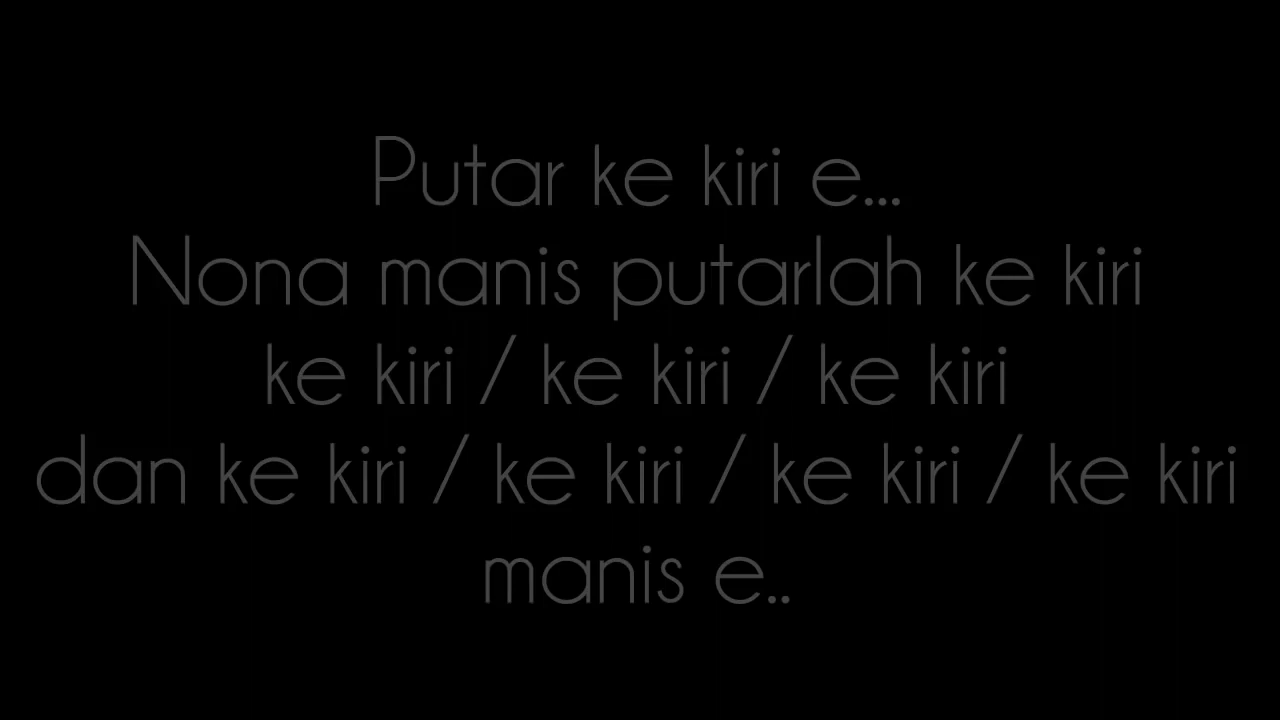 Putar ke kiri e...
Nona manis putarlah ke kiri
ke kiri / ke kiri / ke kiri
dan ke kiri / ke kiri / ke kiri / ke kiri
manis e..